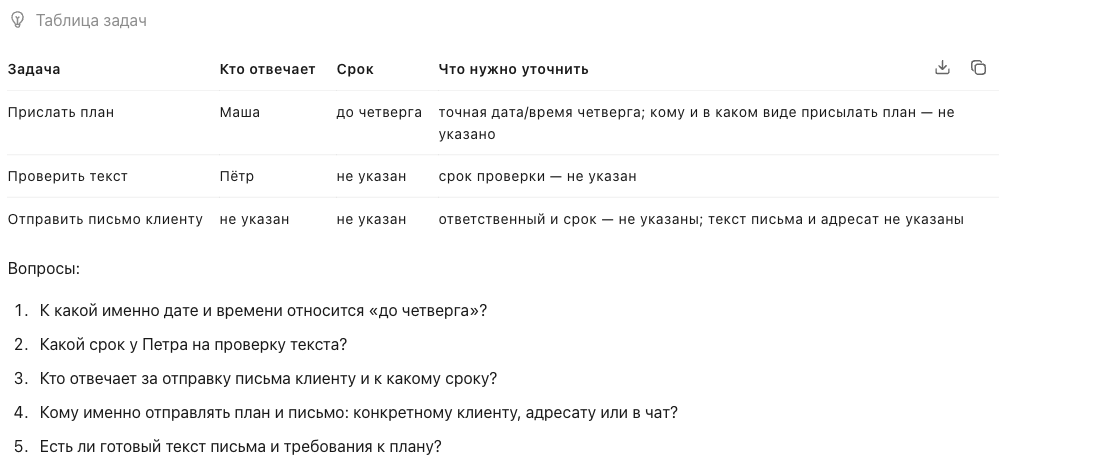 Таблица задач
Задача Кто отвечает Срок Что нужно уточнить
Прислать план Маша до четверга точная дата/время четверга; кому и в каком виде присылать план — не
указано
Проверить текст Пётр не указан срок проверки — не указан
Отправить письмо клиенту не указан не указан ответственный и срок — не указаны; текст письма и адресат не указаны
Вопросы:
1. К какой именно дате и времени относится «до четверга»?
2. Какой срок у Петра на проверку текста?
3. Кто отвечает за отправку письма клиенту и к какому сроку?
4. Кому именно отправлять план и письмо: конкретному клиенту, адресату или в чат?
5. Есть ли готовый текст письма и требования к плану?